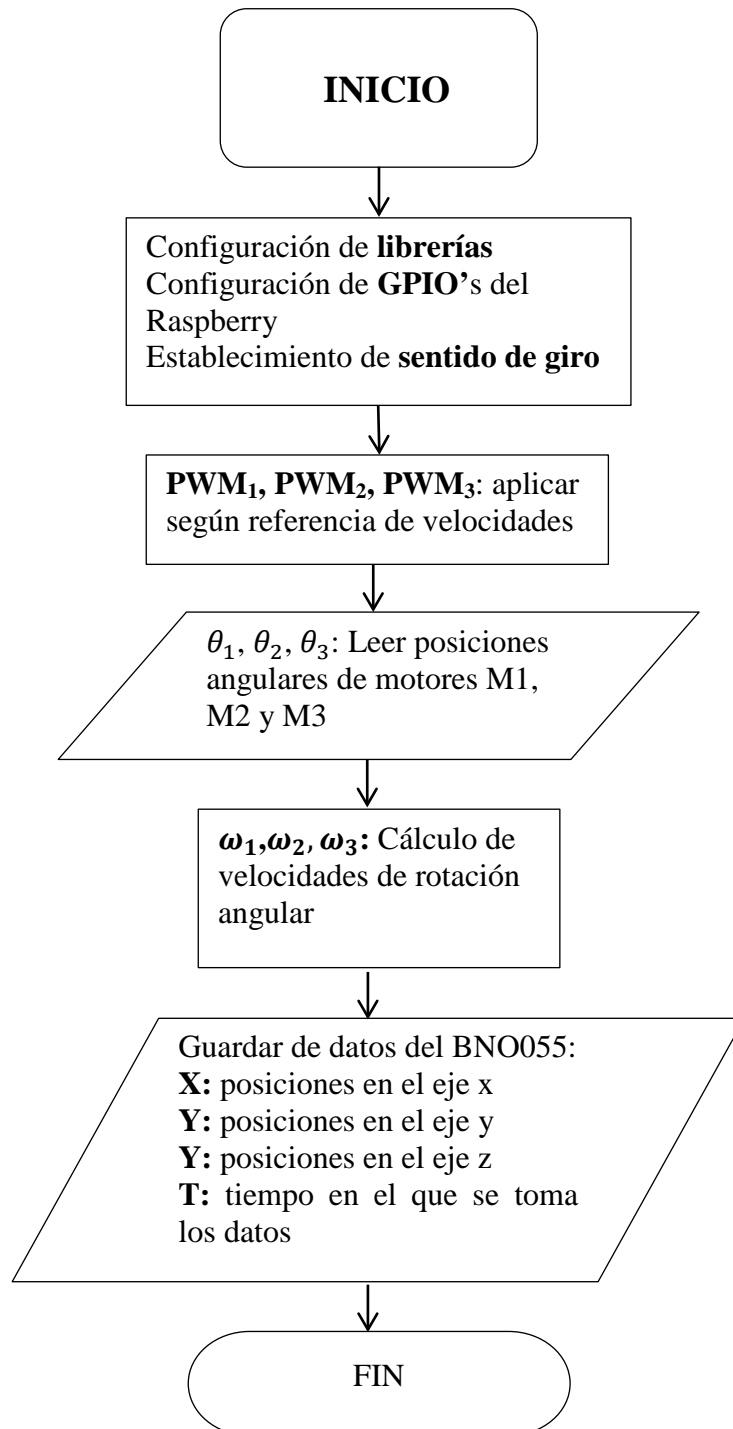 INICIO
Configuración de librerías
Configuración de GPIO's del
Raspberry
Establecimiento de sentido de giro
PWM₁, PWM₂, PWM₃: aplicar
según referencia de velocidades
θ₁, θ₂, θ₃: Leer posiciones
angulares de motores M1,
M2 y M3
ω₁,ω₂, ω₃: Cálculo de
velocidades de rotación
angular
Guardar de datos del BNO055:
X: posiciones en el eje x
Y: posiciones en el eje y
Y: posiciones en el eje z
T: tiempo en el que se toma
los datos
FIN